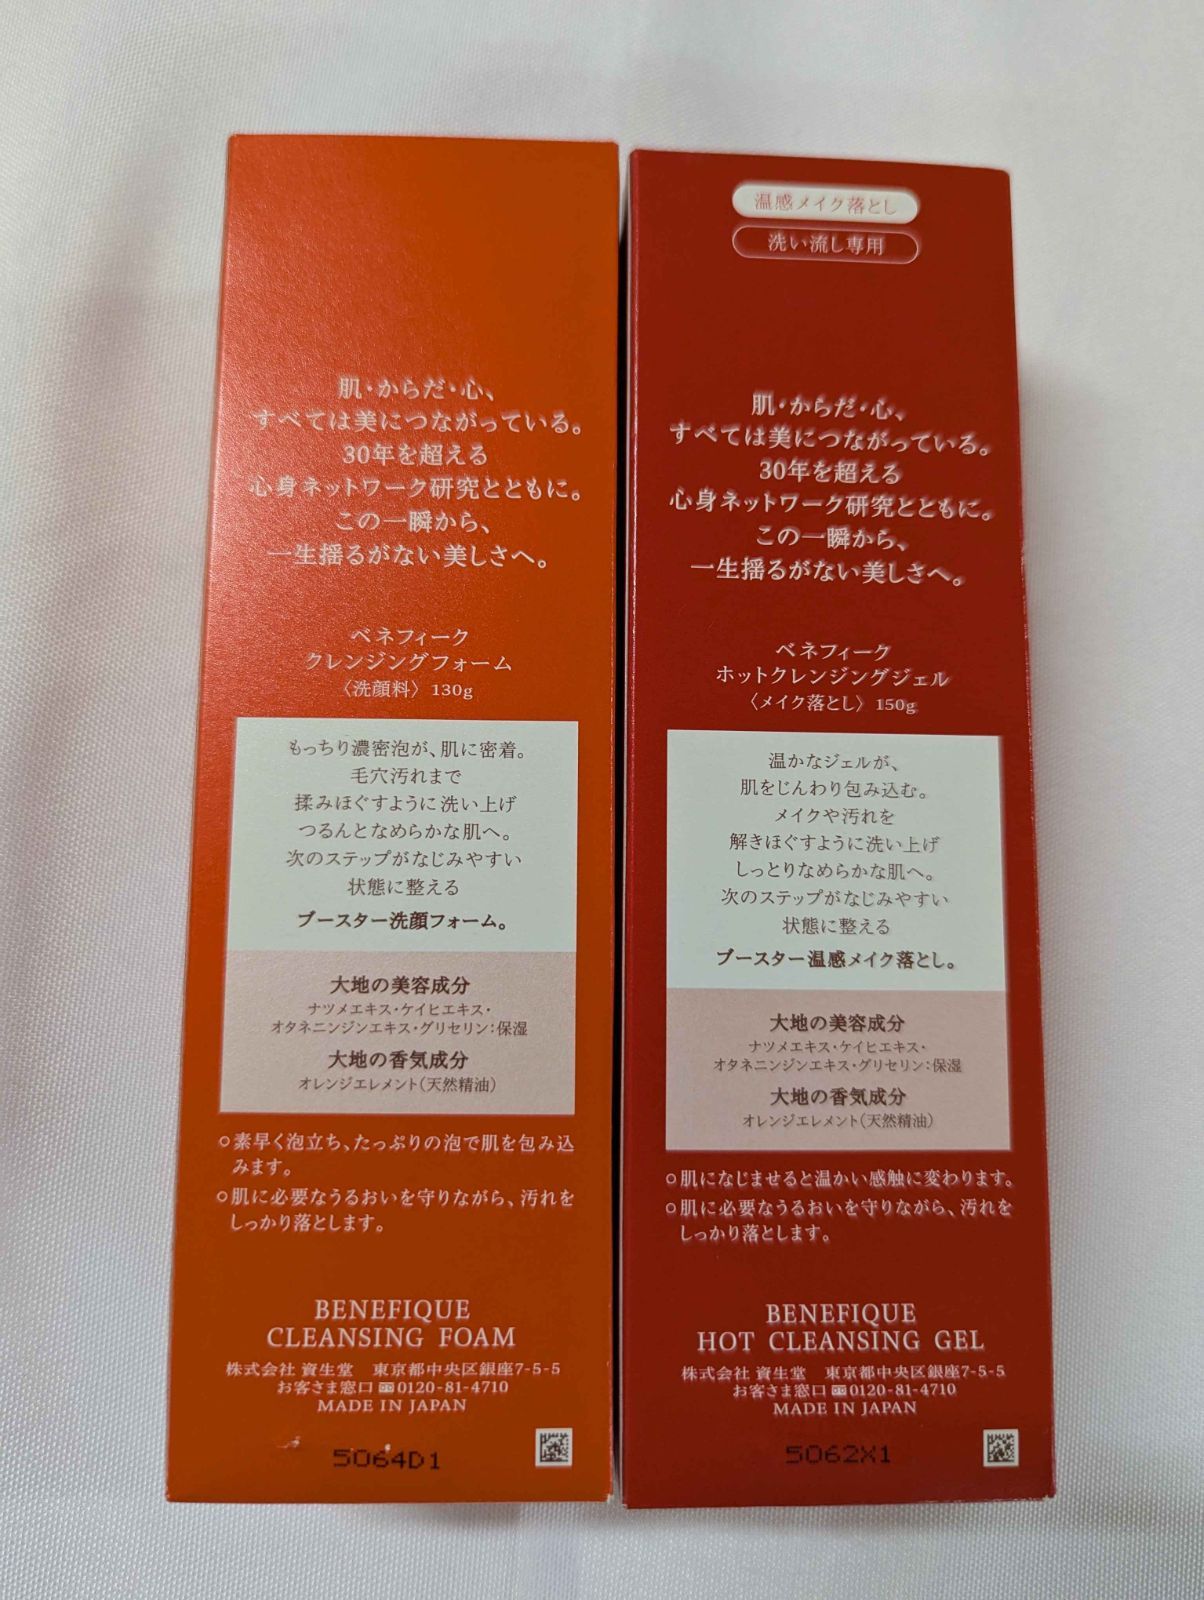 肌・からだ・心、
すべては美につながっている。
30年を超える
心身ネットワーク研究とともに。
この一瞬から、
一生揺るがない美しさへ。
ベネフィーク
クレンジングフォーム
〈洗顔料〉130g
もっちり濃密泡が、肌に密着。
毛穴汚れまで
揉みほぐすように洗い上げ
つるんとなめらかな肌へ。
次のステップがなじみやすい
状態に整える
ブースター洗顔フォーム。
大地の美容成分
ナツメエキス・ケイヒエキス・
オタネニンジンエキス・グリセリン:保湿
大地の香気成分
オレンジエレメント(天然精油)
○素早く泡立ち、たっぷりの泡で肌を包み込
みます。
○肌に必要なうるおいを守りながら、汚れを
しっかり落とします。
BENEFIQUE
CLEANSING FOAM
株式会社 資生堂 東京都中央区銀座7-5-5
お客さま窓口 0120-81-4710
MADE IN JAPAN
5064D1
温感メイク落とし
洗い流し専用
肌・からだ・心、
すべては美につながっている。
30年を超える
心身ネットワーク研究とともに。
この一瞬から、
一生揺るがない美しさへ。
ベネフィーク
ホットクレンジングジェル
〈メイク落とし〉150g
温かなジェルが、
肌をじんわり包み込む。
メイクや汚れを
解きほぐすように洗い上げ
しっとりなめらかな肌へ。
次のステップがなじみやすい
状態に整える
ブースター温感メイク落とし。
大地の美容成分
ナツメエキス・ケイヒエキス・
オタネニンジンエキス・グリセリン:保湿
大地の香気成分
オレンジエレメント(天然精油)
○肌になじませると温かい感触に変わります。
○肌に必要なうるおいを守りながら、汚れを
しっかり落とします。
BENEFIQUE
HOT CLEANSING GEL
株式会社 資生堂 東京都中央区銀座7-5-5
お客さま窓口 0120-81-4710
MADE IN JAPAN
5062X1